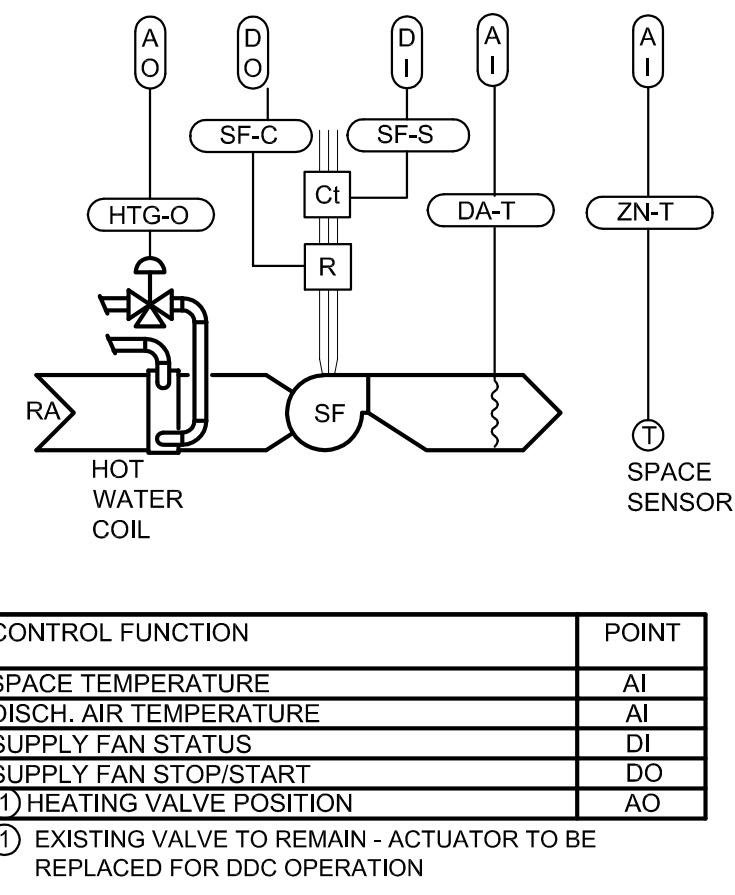 A
O
D
O
D
I
A
I
A
I
SF-C
SF-S
Ct
HTG-O
DA-T
ZN-T
R
RA
SF
T
HOT
WATER
COIL
SPACE
SENSOR
CONTROL FUNCTION POINT
SPACE TEMPERATURE AI
DISCH. AIR TEMPERATURE AI
SUPPLY FAN STATUS DI
SUPPLY FAN STOP/START DO
1 HEATING VALVE POSITION AO
1 EXISTING VALVE TO REMAIN - ACTUATOR TO BE
REPLACED FOR DDC OPERATION